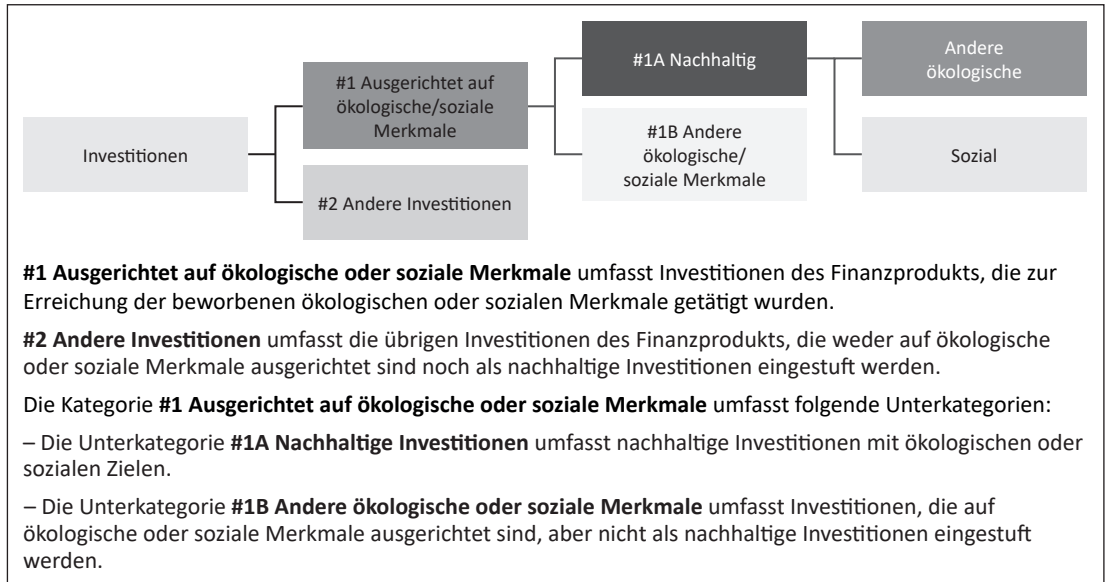 Investitionen
#1 Ausgerichtet auf
ökologische/soziale
Merkmale
#2 Andere Investitionen
#1A Nachhaltig
#1B Andere
ökologische/
soziale Merkmale
Andere
ökologische
Sozial
#1 Ausgerichtet auf ökologische oder soziale Merkmale umfasst Investitionen des Finanzprodukts, die zur
Erreichung der beworbenen ökologischen oder sozialen Merkmale getätigt wurden.
#2 Andere Investitionen umfasst die übrigen Investitionen des Finanzprodukts, die weder auf ökologische
oder soziale Merkmale ausgerichtet sind noch als nachhaltige Investitionen eingestuft werden.
Die Kategorie #1 Ausgerichtet auf ökologische oder soziale Merkmale umfasst folgende Unterkategorien:
– Die Unterkategorie #1A Nachhaltige Investitionen umfasst nachhaltige Investitionen mit ökologischen oder
sozialen Zielen.
– Die Unterkategorie #1B Andere ökologische oder soziale Merkmale umfasst Investitionen, die auf
ökologische oder soziale Merkmale ausgerichtet sind, aber nicht als nachhaltige Investitionen eingestuft
werden.